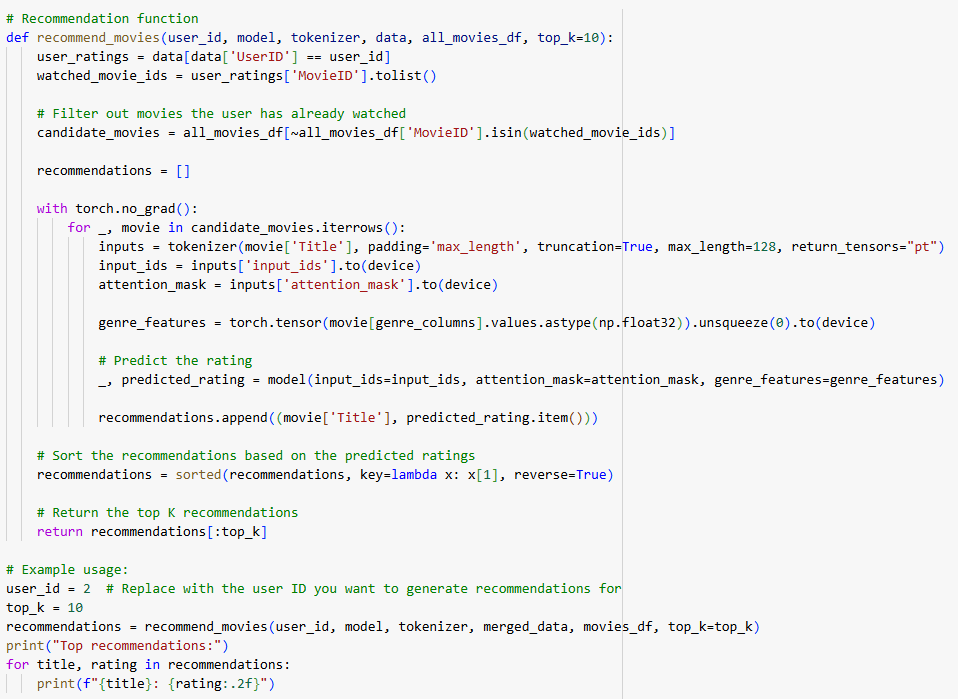 # Recommendation function
def recommend_movies(user_id, model, tokenizer, data, all_movies_df, top_k=10):
    user_ratings = data[data['UserID'] == user_id]
    watched_movie_ids = user_ratings['MovieID'].tolist()

    # Filter out movies the user has already watched
    candidate_movies = all_movies_df[~all_movies_df['MovieID'].isin(watched_movie_ids)]

    recommendations = []

    with torch.no_grad():
        for _, movie in candidate_movies.iterrows():
            inputs = tokenizer(movie['Title'], padding='max_length', truncation=True, max_length=128, return_tensors="pt")
            input_ids = inputs['input_ids'].to(device)
            attention_mask = inputs['attention_mask'].to(device)

            genre_features = torch.tensor(movie[genre_columns].values.astype(np.float32)).unsqueeze(0).to(device)

            # Predict the rating
            _, predicted_rating = model(input_ids=input_ids, attention_mask=attention_mask, genre_features=genre_features)

            recommendations.append((movie['Title'], predicted_rating.item()))

    # Sort the recommendations based on the predicted ratings
    recommendations = sorted(recommendations, key=lambda x: x[1], reverse=True)

    # Return the top K recommendations
    return recommendations[:top_k]

# Example usage:
user_id = 2  # Replace with the user ID you want to generate recommendations for
top_k = 10
recommendations = recommend_movies(user_id, model, tokenizer, merged_data, movies_df, top_k=top_k)
print("Top recommendations:")
for title, rating in recommendations:
    print(f"{title}: {rating:.2f}")